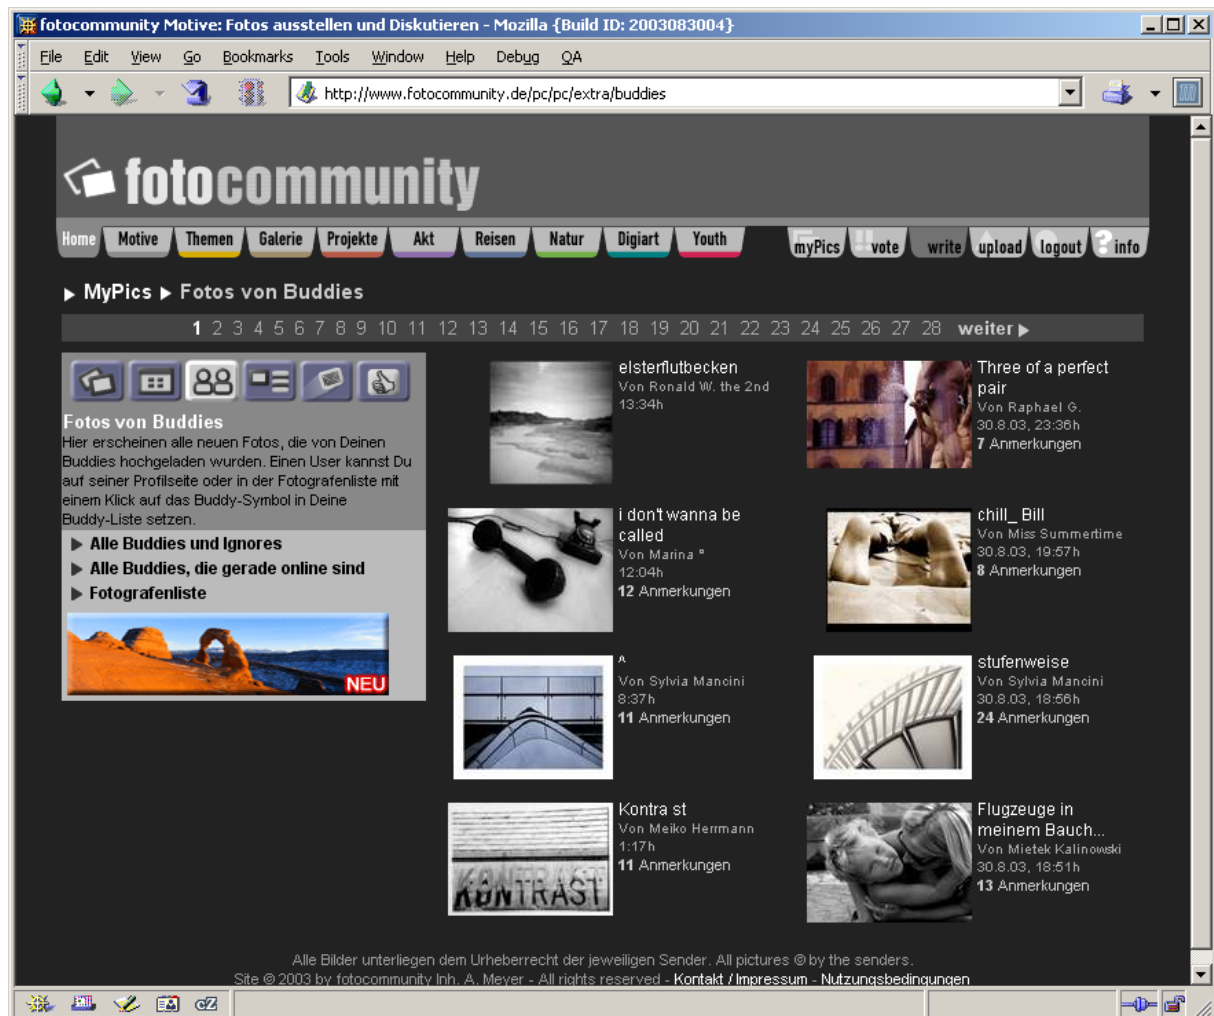 fotocommunity Motive: Fotos ausstellen und Diskutieren - Mozilla {Build ID: 2003083004}
File Edit View Go Bookmarks Tools Window Help Debug QA
http://www.fotocommunity.de/pc/pc/extra/buddies
fotocommunity
Home Motive Themen Galerie Projekte Akt Reisen Natur Digiart Youth myPics vote write upload logout info
MyPics Fotos von Buddies
1 2 3 4 5 6 7 8 9 10 11 12 13 14 15 16 17 18 19 20 21 22 23 24 25 26 27 28 weiter
Fotos von Buddies
Hier erscheinen alle neuen Fotos, die von Deinen
Buddies hochgeladen wurden. Einen User kannst Du
auf seiner Profilseite oder in der Fotografenliste mit
einem Klick auf das Buddy-Symbol in Deine
Buddy-Liste setzen.
Alle Buddies und Ignores
Alle Buddies, die gerade online sind
Fotografenliste
NEU
elsterflutbecken
Von Ronald W. the 2nd
13:34h
Three of a perfect
pair
Von Raphael G.
30.8.03, 23:36h
7 Anmerkungen
i don't wanna be
called
Von Marina °
12:04h
12 Anmerkungen
chill_ Bill
Von Miss Summertime
30.8.03, 19:57h
8 Anmerkungen
^
Von Sylvia Mancini
8:37h
11 Anmerkungen
stufenweise
Von Sylvia Mancini
30.8.03, 18:56h
24 Anmerkungen
Kontra st
Von Meiko Herrmann
1:17h
11 Anmerkungen
KONTRAST
Flugzeuge in
meinem Bauch...
Von Mietek Kalinowski
30.8.03, 18:51h
13 Anmerkungen
Alle Bilder unterliegen dem Urheberrecht der jeweiligen Sender. All pictures © by the senders.
Site © 2003 by fotocommunity Inh. A. Meyer - All rights reserved - Kontakt / Impressum - Nutzungsbedingungen
cZ